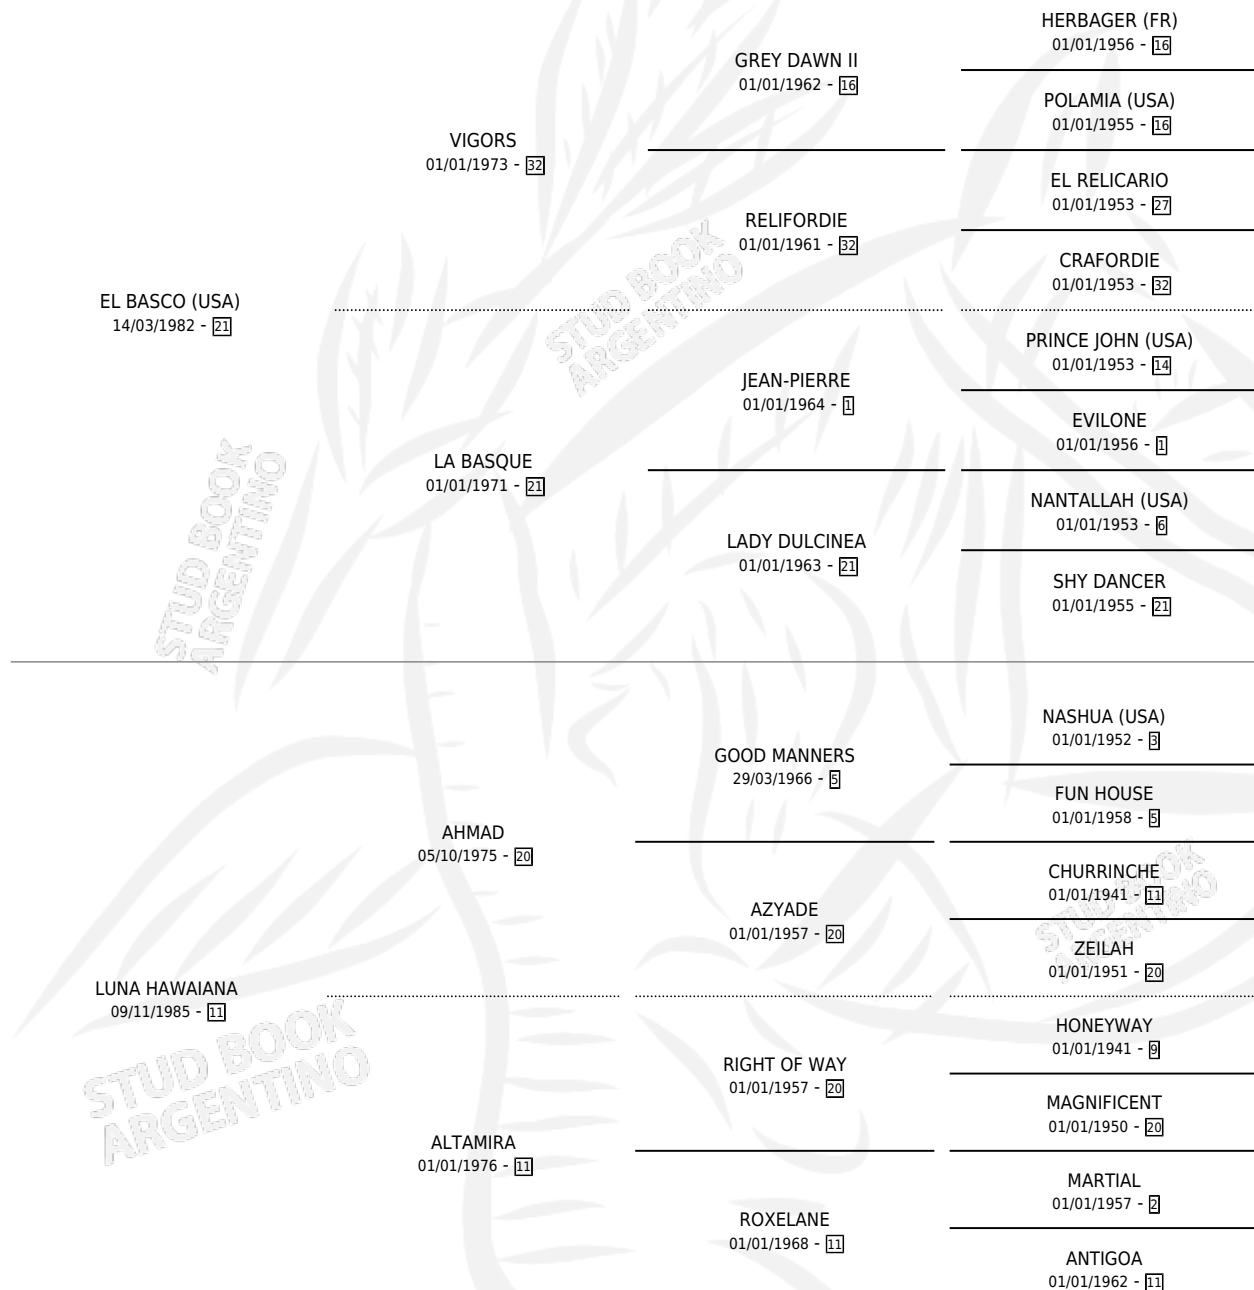 HERBAGER (FR)
01/01/1956 - 16
GREY DAWN II
01/01/1962 - 16
POLAMIA (USA)
01/01/1955 - 16
VIGORS
01/01/1973 - 32
EL RELICARIO
01/01/1953 - 27
RELIFORDIE
01/01/1961 - 32
CRAFORDIE
01/01/1953 - 32
EL BASCO (USA)
14/03/1982 - 21
PRINCE JOHN (USA)
01/01/1953 - 14
JEAN-PIERRE
01/01/1964 - 1
EVILONE
01/01/1956 - 1
LA BASQUE
01/01/1971 - 21
NANTALLAH (USA)
01/01/1953 - 6
LADY DULCINEA
01/01/1963 - 21
SHY DANCER
01/01/1955 - 21
NASHUA (USA)
01/01/1952 - 3
GOOD MANNERS
29/03/1966 - 5
FUN HOUSE
01/01/1958 - 5
AHMAD
05/10/1975 - 20
CHURRINCHE
01/01/1941 - 11
AZYADE
01/01/1957 - 20
ZEILAH
01/01/1951 - 20
LUNA HAWAIANA
09/11/1985 - 11
HONEYWAY
01/01/1941 - 9
RIGHT OF WAY
01/01/1957 - 20
MAGNIFICENT
01/01/1950 - 20
ALTAMIRA
01/01/1976 - 11
MARTIAL
01/01/1957 - 2
ROXELANE
01/01/1968 - 11
ANTIGOA
01/01/1962 - 11
STUD BOOK
ARGENTINO
STUD BOOK
ARGENTINO
STUD BOOK
ARGENTINO
STUD BOOK
ARGENTINO